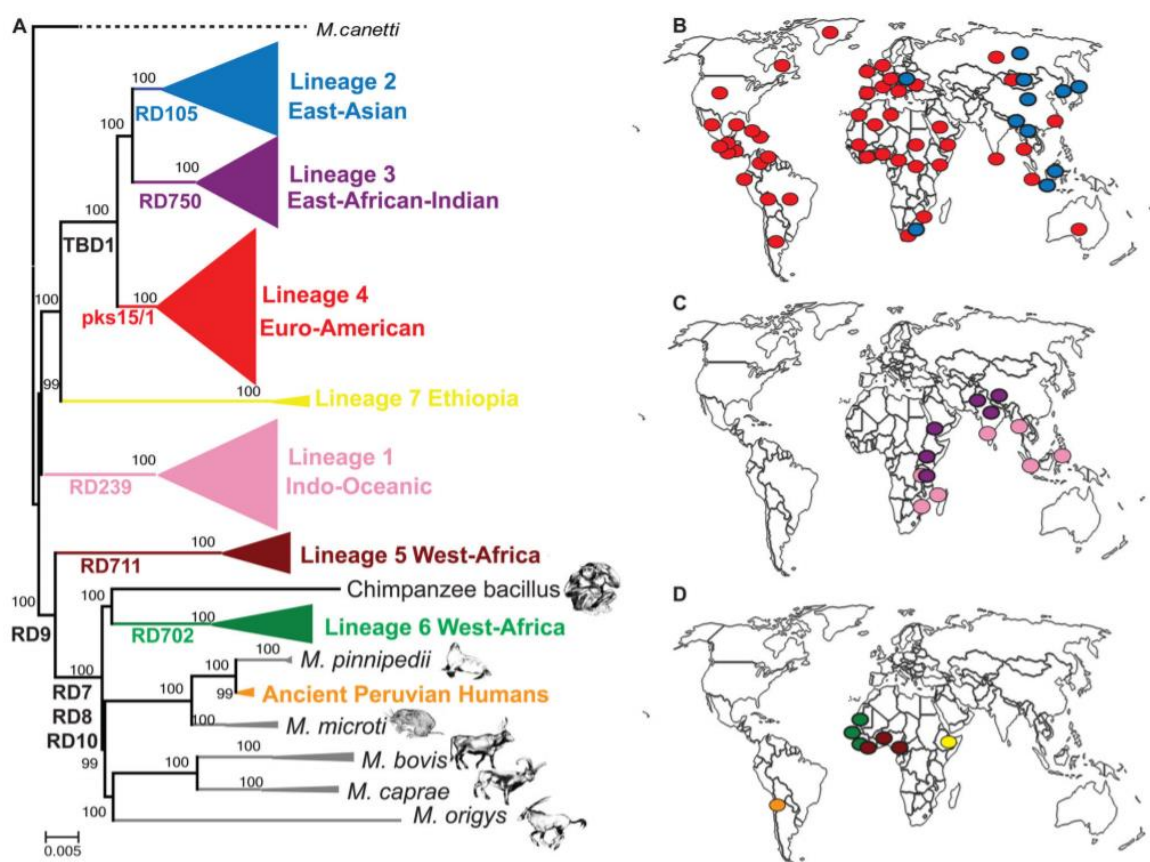 A
M.canetti
100
Lineage 2
East-Asian
RD105
100
100
Lineage 3
East-African-Indian
RD750
100
TBD1
100
Lineage 4
Euro-American
pks15/1
100
99
100
Lineage 7 Ethiopia
100
Lineage 1
Indo-Oceanic
RD239
100
Lineage 5 West-Africa
RD711
100
RD9
Chimpanzee bacillus
100
100
Lineage 6 West-Africa
RD702
100
RD7
RD8
RD10
99
100
100
100
M. pinnipedii
99
Ancient Peruvian Humans
100
M. microti
100
M. bovis
100
100
M. caprae
100
M. origys
0.005
B
C
D